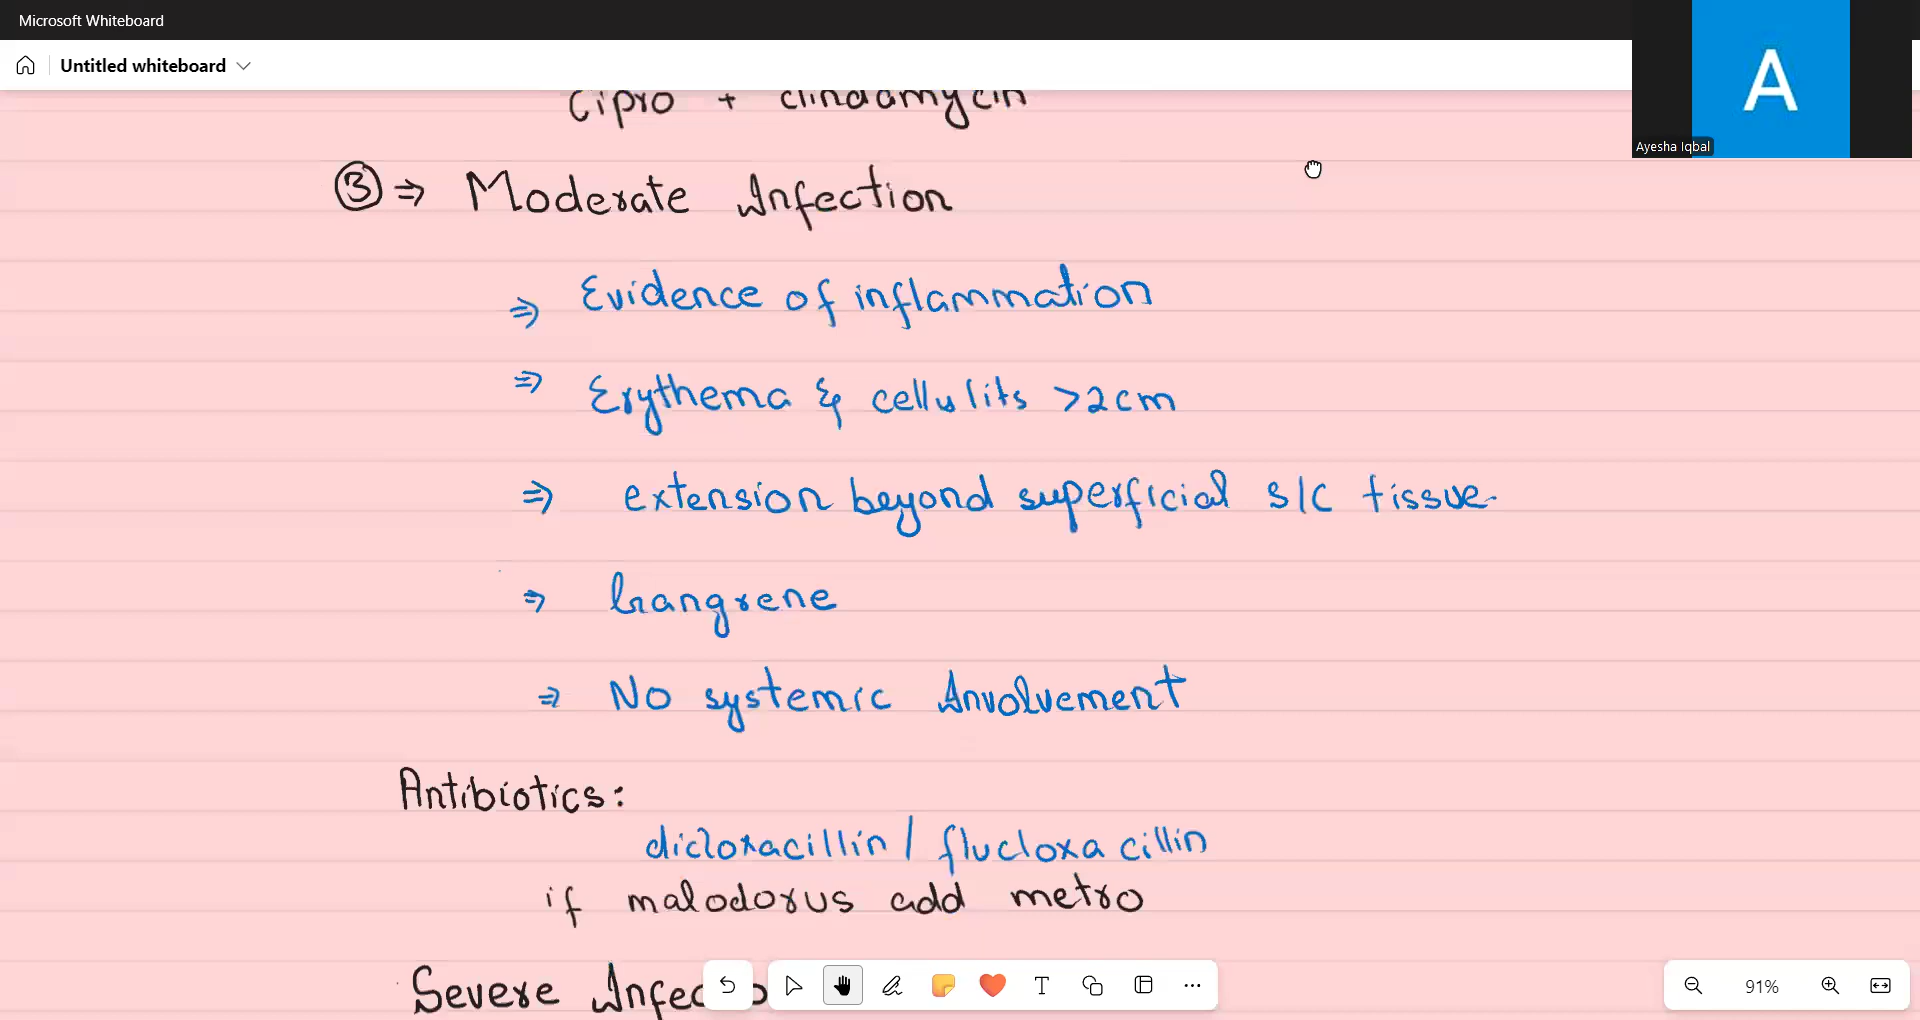 Microsoft Whiteboard
Untitled whiteboard
A
Ayesha Iqbal
Cipro + clindamycin
③ ⇒ Moderate Infection
⇒ Evidence of inflammation
⇒ Erythema & cellulits >2cm
⇒ extension beyond superficial s/c tissue.
⇒ Gangrene
⇒ No systemic Involvement
Antibiotics:
dicloxacillin / flucloxacillin
if malodorus add metro
Severe
91%